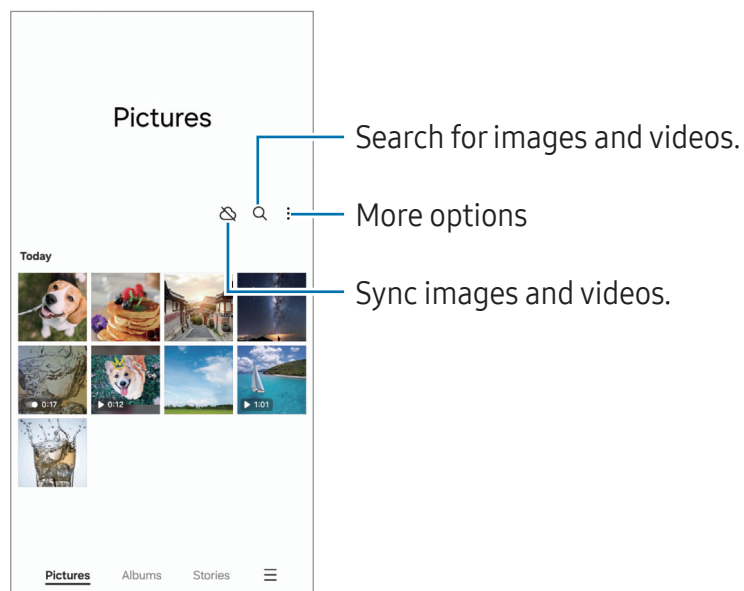 Pictures
Search for images and videos.
More options
Sync images and videos.
Today
0:17
0:12
1:01
Pictures Albums Stories